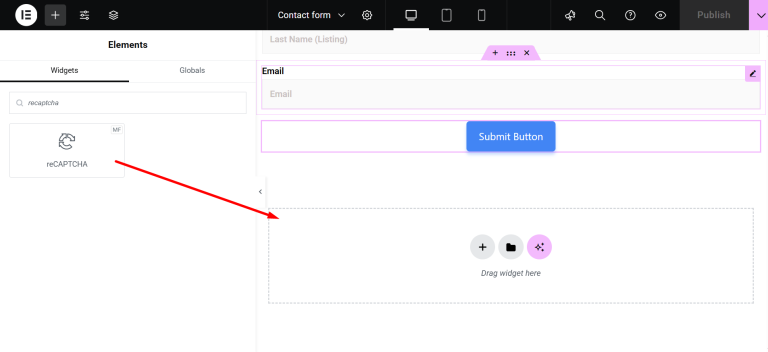 Contact form
Publish
Elements
Widgets
Globals
recaptcha
MF
reCAPTCHA
Last Name (Listing)
Email
Email
Submit Button
Drag widget here